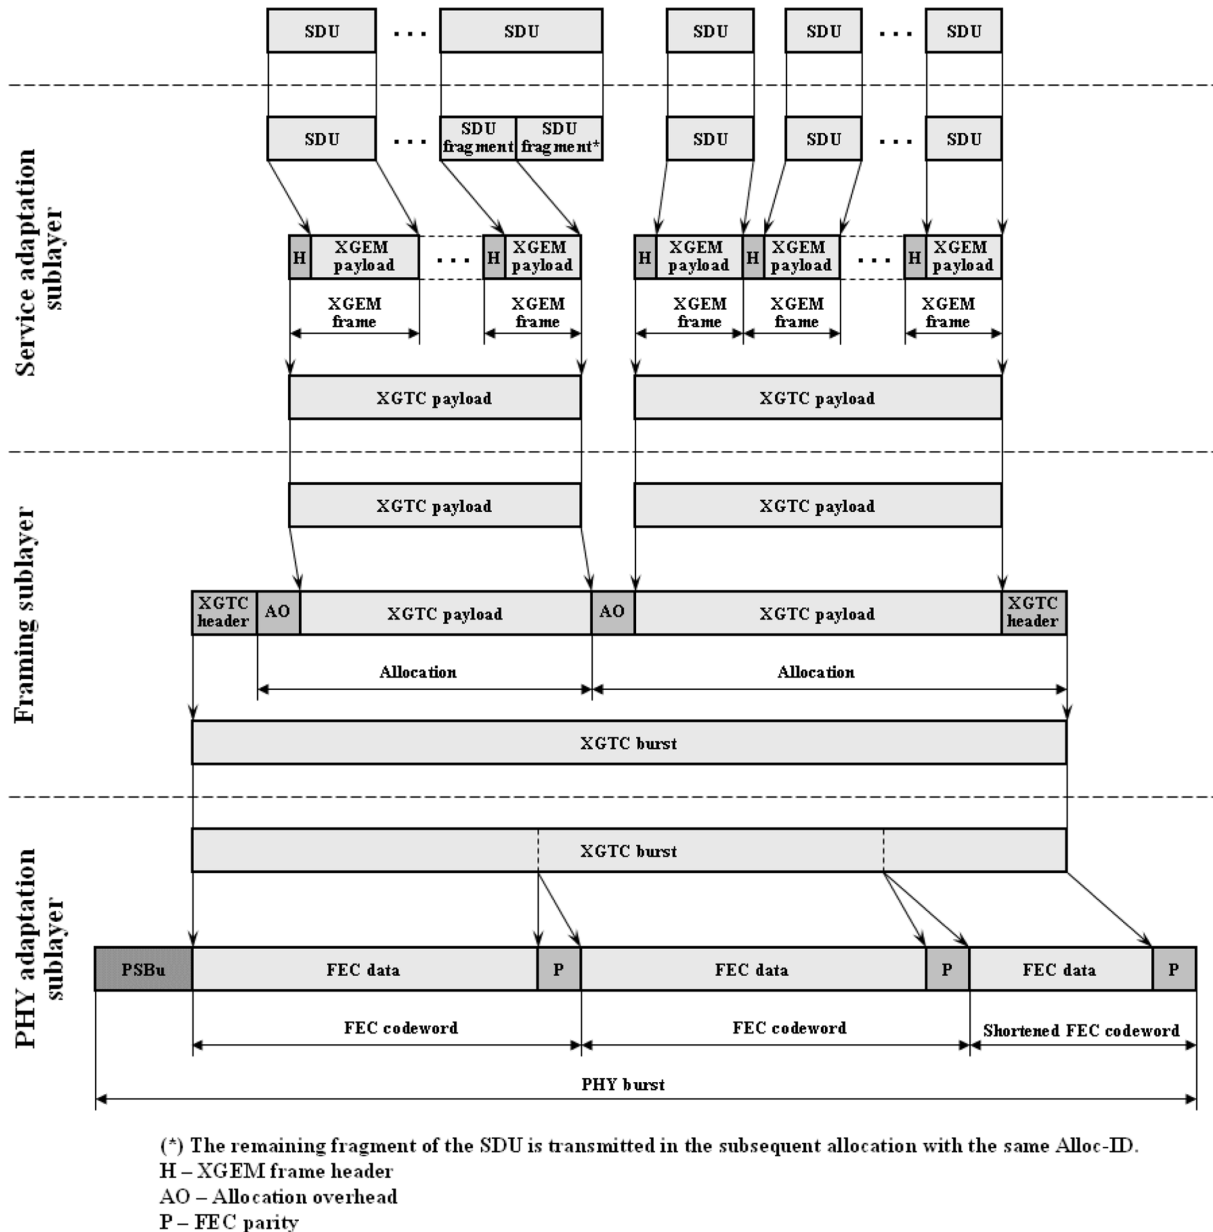 SDU ... SDU SDU SDU ... SDU
SDU ... SDU fragment SDU fragment* SDU SDU ... SDU
Service adaptation
sublayer
H XGEM payload ... H XGEM payload H XGEM payload H XGEM payload ... H XGEM payload
XGEM frame XGEM frame XGEM frame XGEM frame XGEM frame
XGTC payload XGTC payload
Framing sublayer
XGTC payload XGTC payload
XGTC header AO XGTC payload AO XGTC payload XGTC header
Allocation Allocation
XGTC burst
PHY adaptation
sublayer
XGTC burst
PSBu FEC data P FEC data P FEC data P
FEC codeword FEC codeword Shortened FEC codeword
PHY burst
(*) The remaining fragment of the SDU is transmitted in the subsequent allocation with the same Alloc-ID.
H – XGEM frame header
AO – Allocation overhead
P – FEC parity